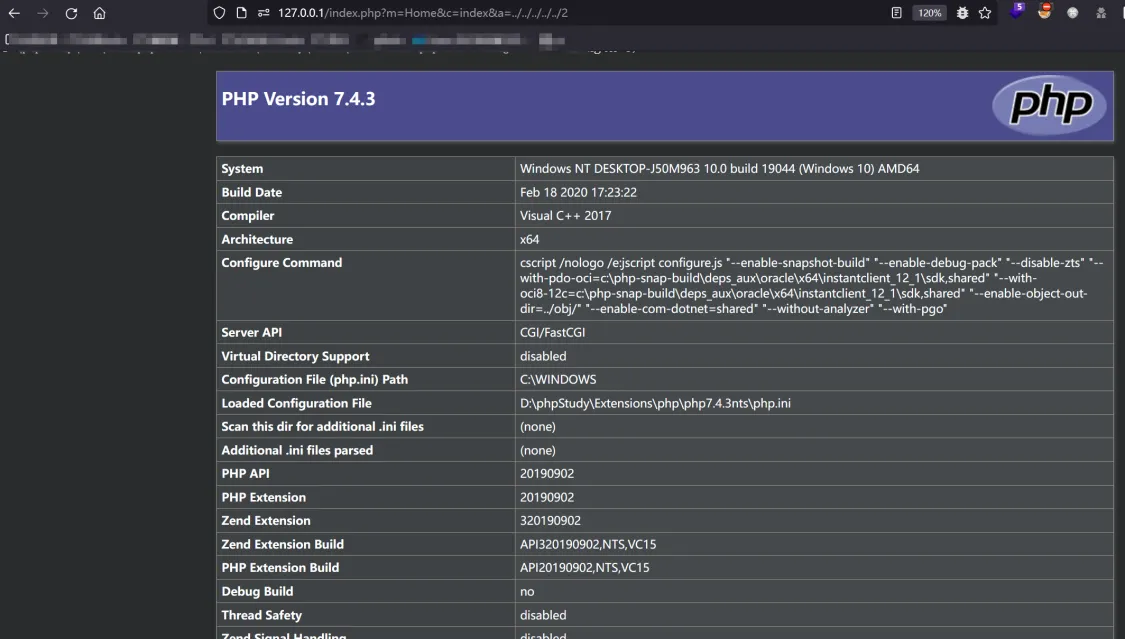 127.0.0.1/index.php?m=Home&c=index&a=../../../../../2
120%
5
PHP Version 7.4.3
php
System Windows NT DESKTOP-J50M963 10.0 build 19044 (Windows 10) AMD64
Build Date Feb 18 2020 17:23:22
Compiler Visual C++ 2017
Architecture x64
Configure Command cscript /nologo /e:jscript configure.js "--enable-snapshot-build" "--enable-debug-pack" "--disable-zts" "--
with-pdo-oci=c:\php-snap-build\deps_aux\oracle\x64\instantclient_12_1\sdk,shared" "--with-
oci8-12c=c:\php-snap-build\deps_aux\oracle\x64\instantclient_12_1\sdk,shared" "--enable-object-out-
dir=../obj/" "--enable-com-dotnet=shared" "--without-analyzer" "--with-pgo"
Server API CGI/FastCGI
Virtual Directory Support disabled
Configuration File (php.ini) Path C:\WINDOWS
Loaded Configuration File D:\phpStudy\Extensions\php\php7.4.3nts\php.ini
Scan this dir for additional .ini files (none)
Additional .ini files parsed (none)
PHP API 20190902
PHP Extension 20190902
Zend Extension 320190902
Zend Extension Build API320190902,NTS,VC15
PHP Extension Build API20190902,NTS,VC15
Debug Build no
Thread Safety disabled
Zend Signal Handling disabled